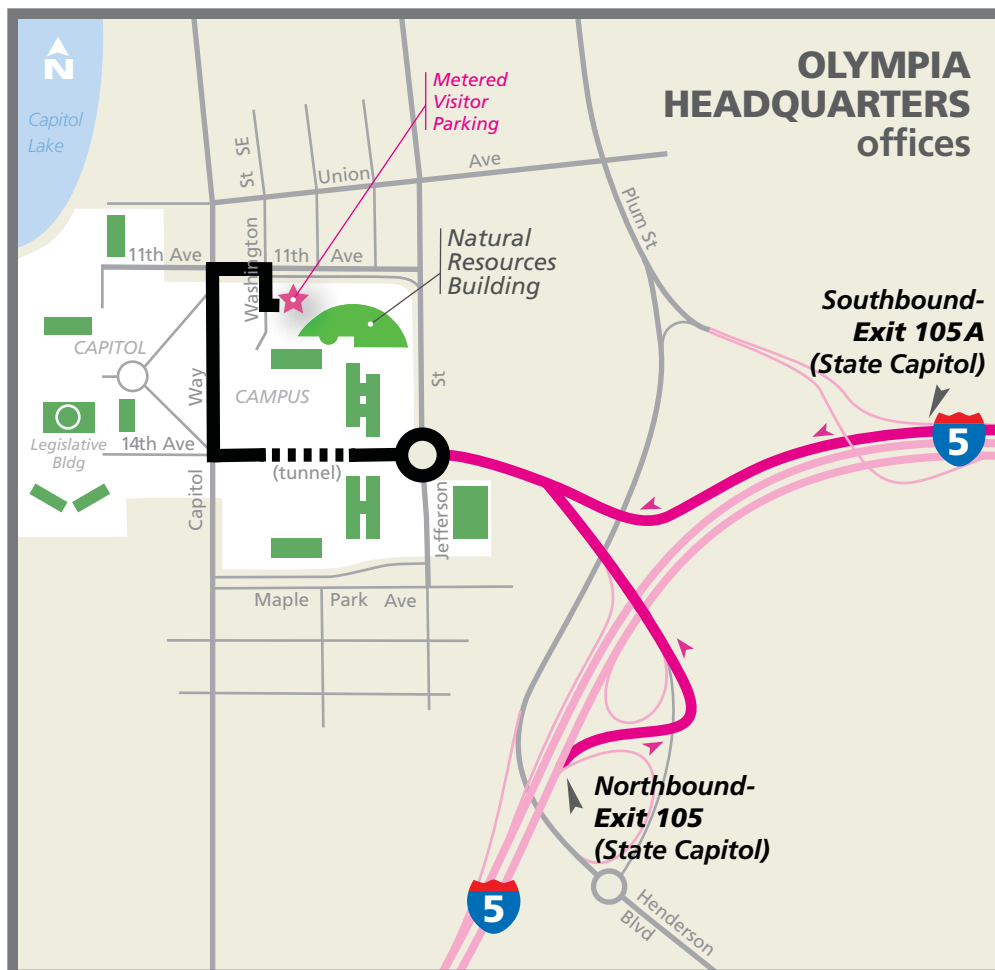 OLYMPIA
HEADQUARTERS
offices
N
Capitol
Lake
Metered
Visitor
Parking
St SE
Union
Ave
Plum St
Washington
11th Ave
11th
Ave
Natural
Resources
Building
Southbound-
Exit 105A
(State Capitol)
CAPITOL
CAMPUS
Way
St
Legislative
Bldg
14th Ave
(tunnel)
5
Capitol
Jefferson
Maple
Park
Ave
Northbound-
Exit 105
(State Capitol)
5
Henderson
Blvd